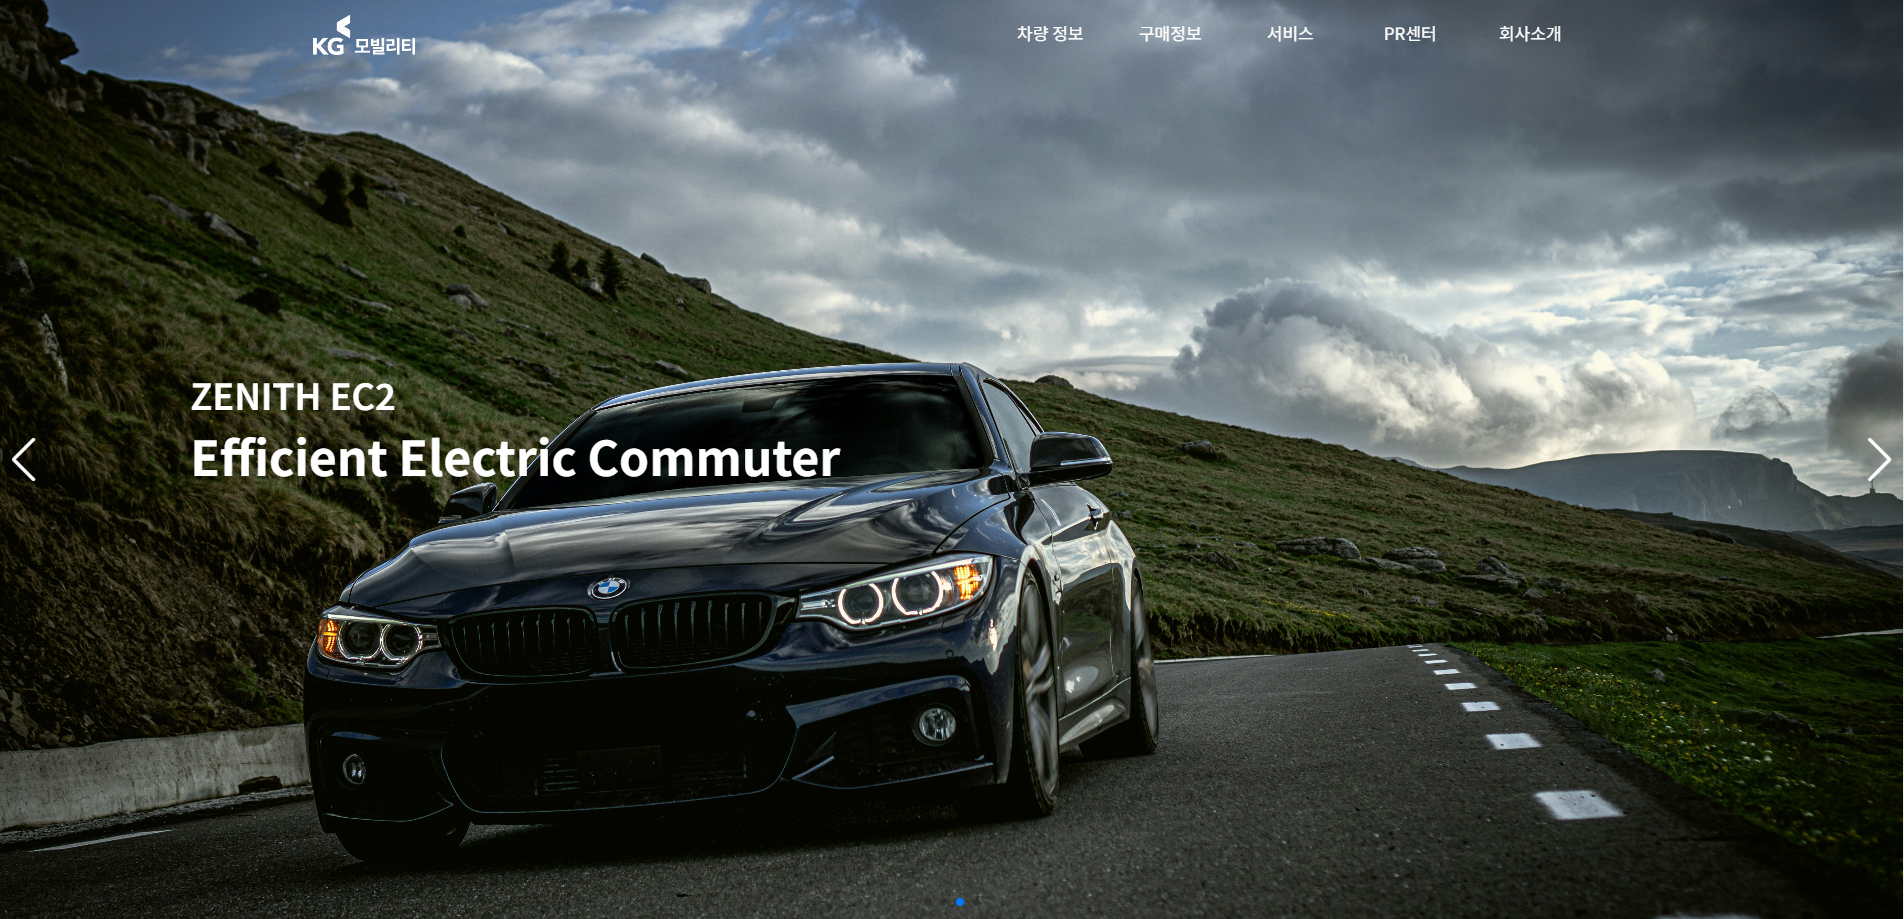 KG 모빌리티
차량 정보 구매정보 서비스 PR센터 회사소개
ZENITH EC2
Efficient Electric Commuter